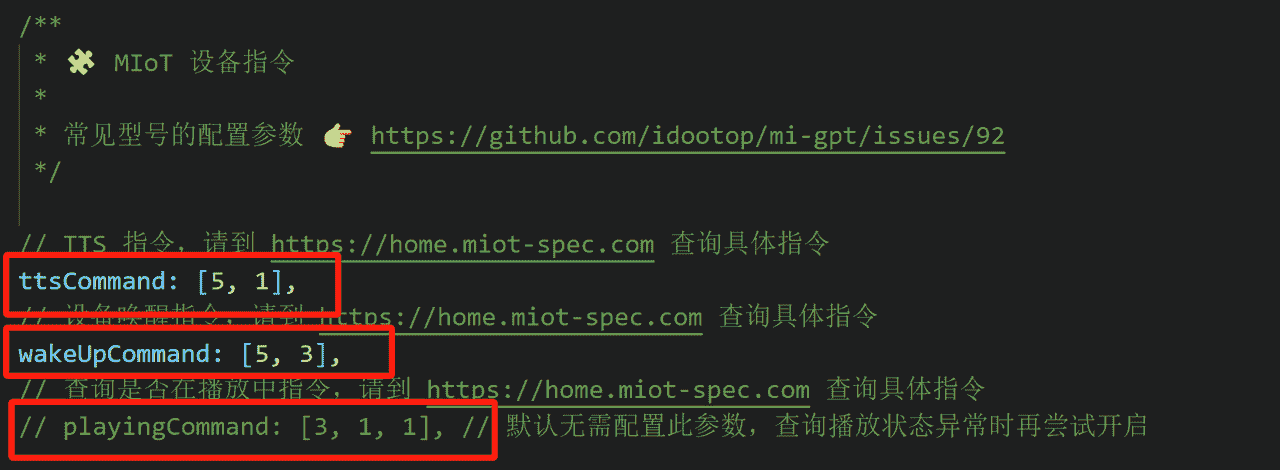 /**
* 🧩 MIoT 设备指令
*
* 常见型号的配置参数 👉 https://github.com/idootop/mi-gpt/issues/92
*/
// TTS 指令，请到 https://home.miot-spec.com 查询具体指令
ttsCommand: [5, 1],
// 设备唤醒指令，请到 https://home.miot-spec.com 查询具体指令
wakeUpCommand: [5, 3],
// 查询是否在播放中指令，请到 https://home.miot-spec.com 查询具体指令
// playingCommand: [3, 1, 1], // 默认无需配置此参数，查询播放状态异常时再尝试开启